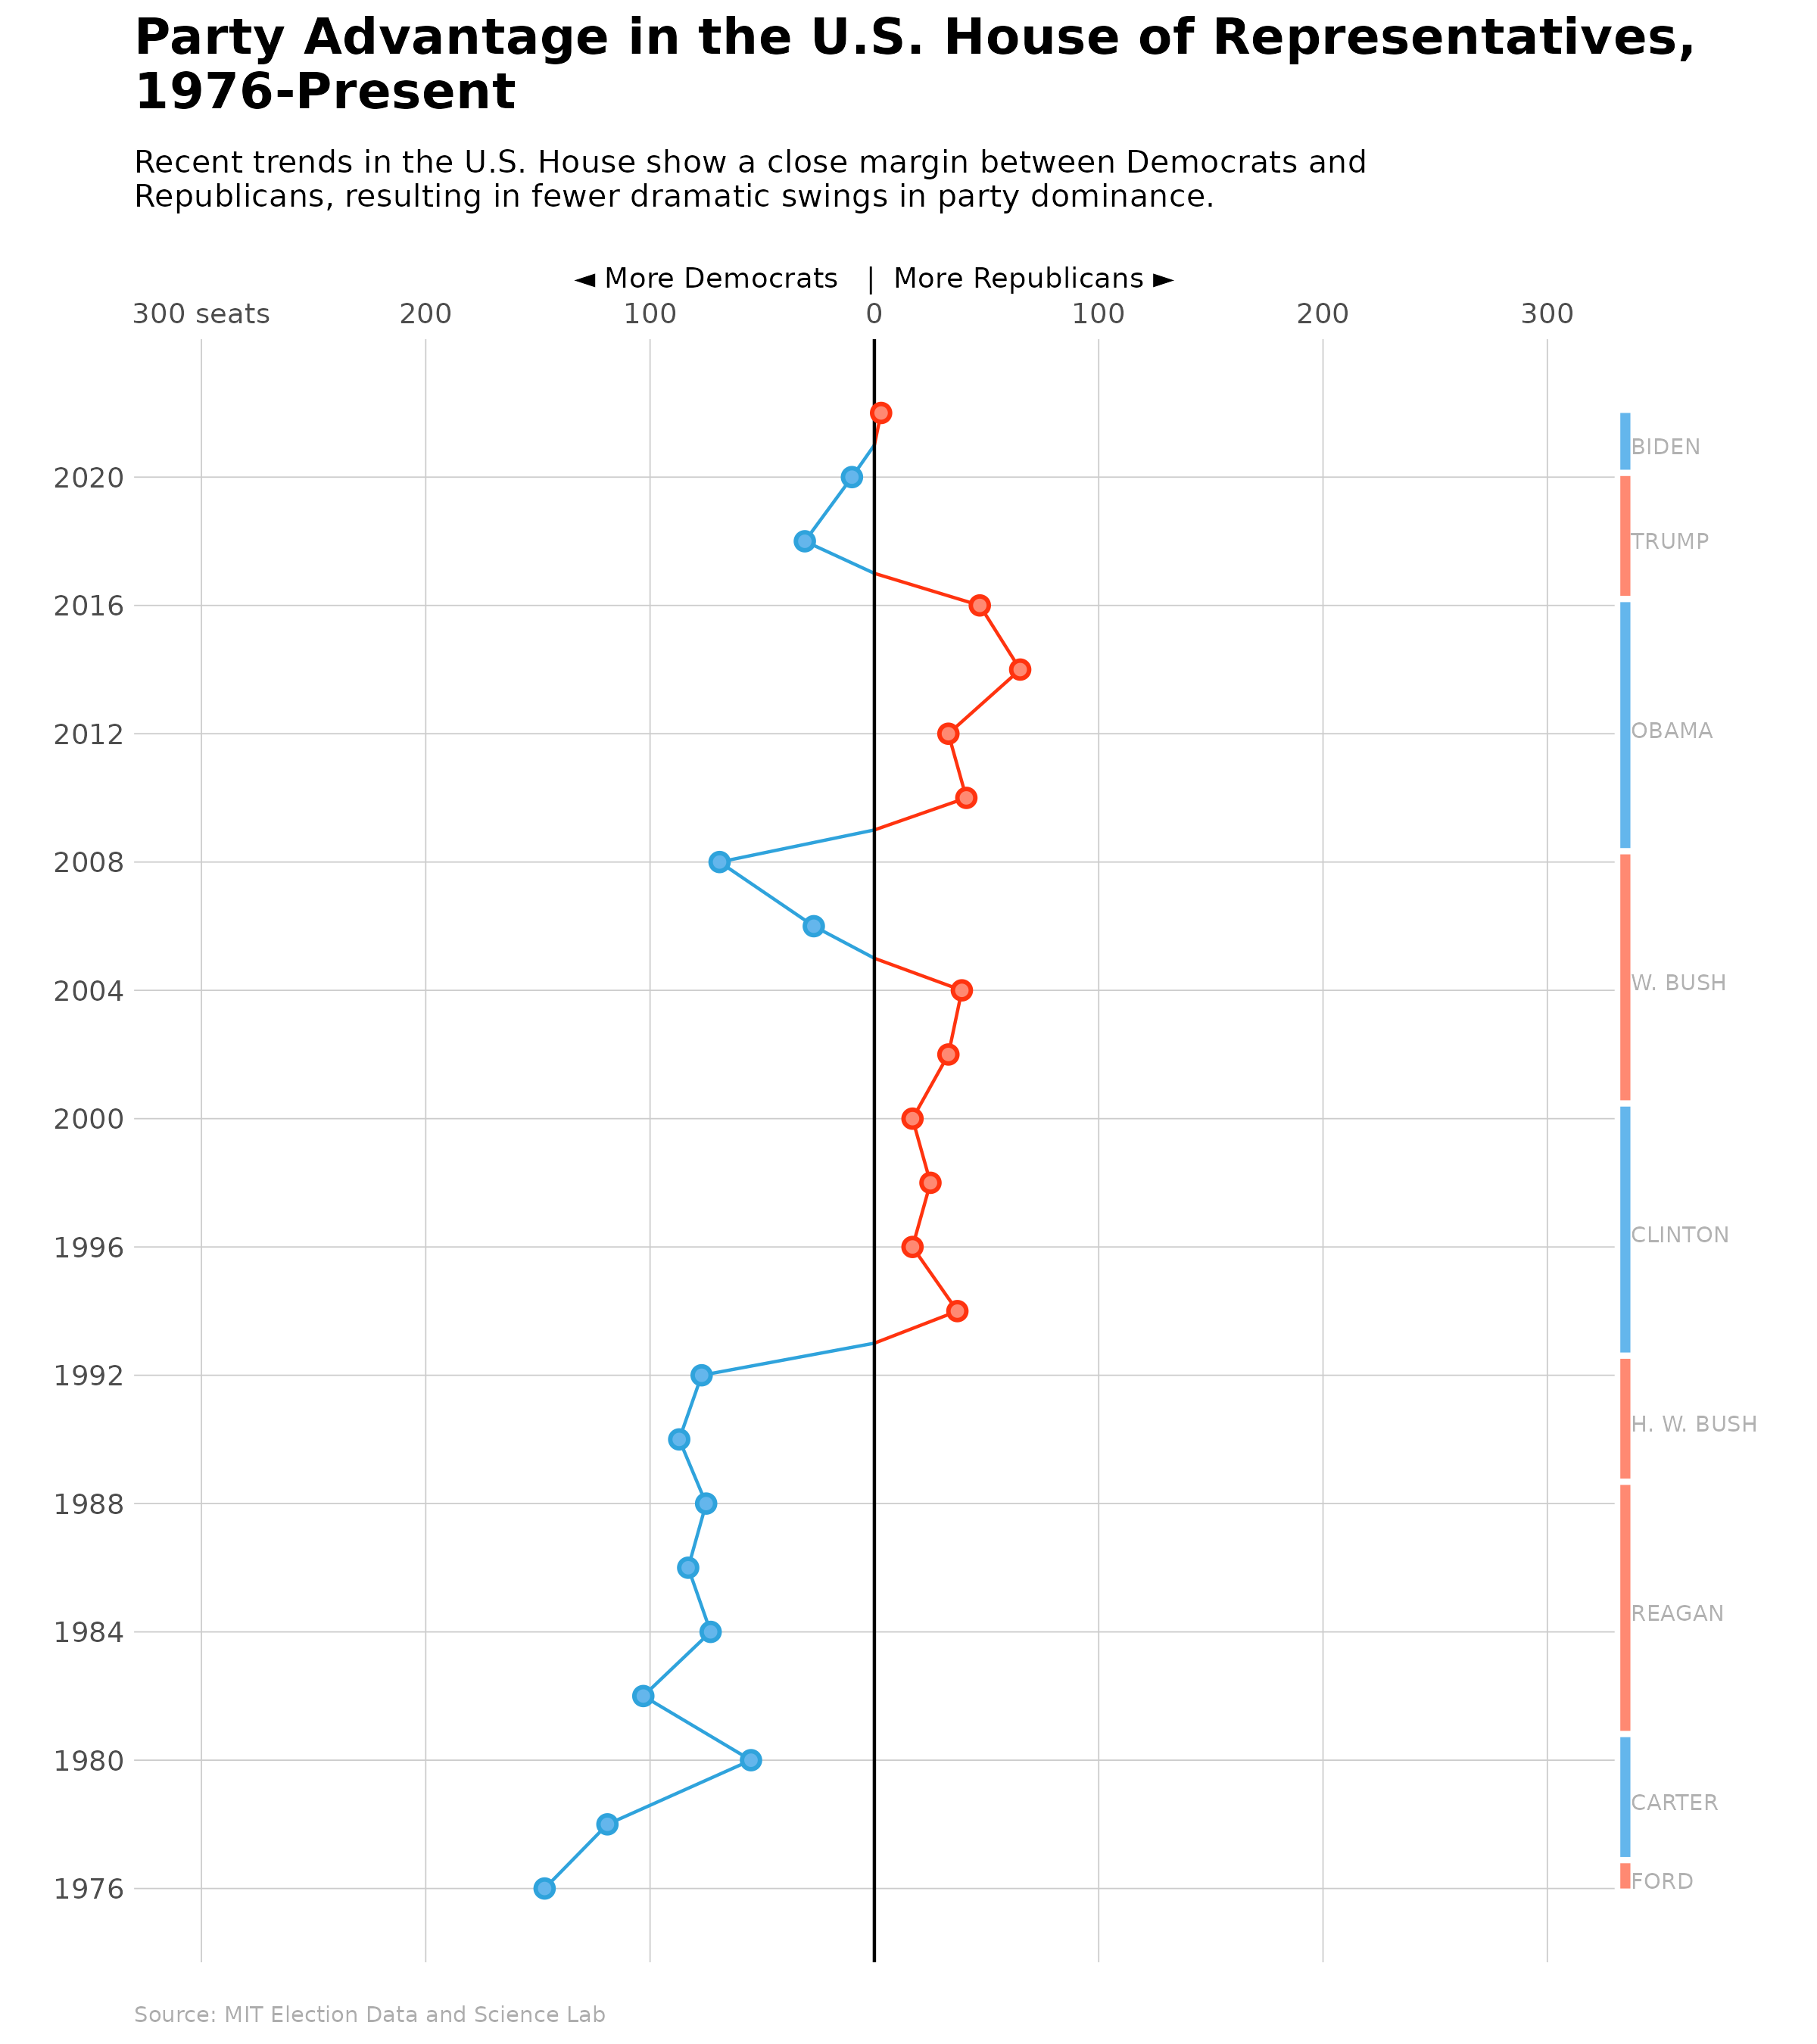 Party Advantage in the U.S. House of Representatives,
1976-Present
Recent trends in the U.S. House show a close margin between Democrats and
Republicans, resulting in fewer dramatic swings in party dominance.
◄ More Democrats | More Republicans ►
300 seats 200 100 0 100 200 300
BIDEN
2020
TRUMP
2016
2012
OBAMA
2008
2004
W. BUSH
2000
1996
CLINTON
1992
H. W. BUSH
1988
1984
REAGAN
1980
CARTER
1976
FORD
Source: MIT Election Data and Science Lab